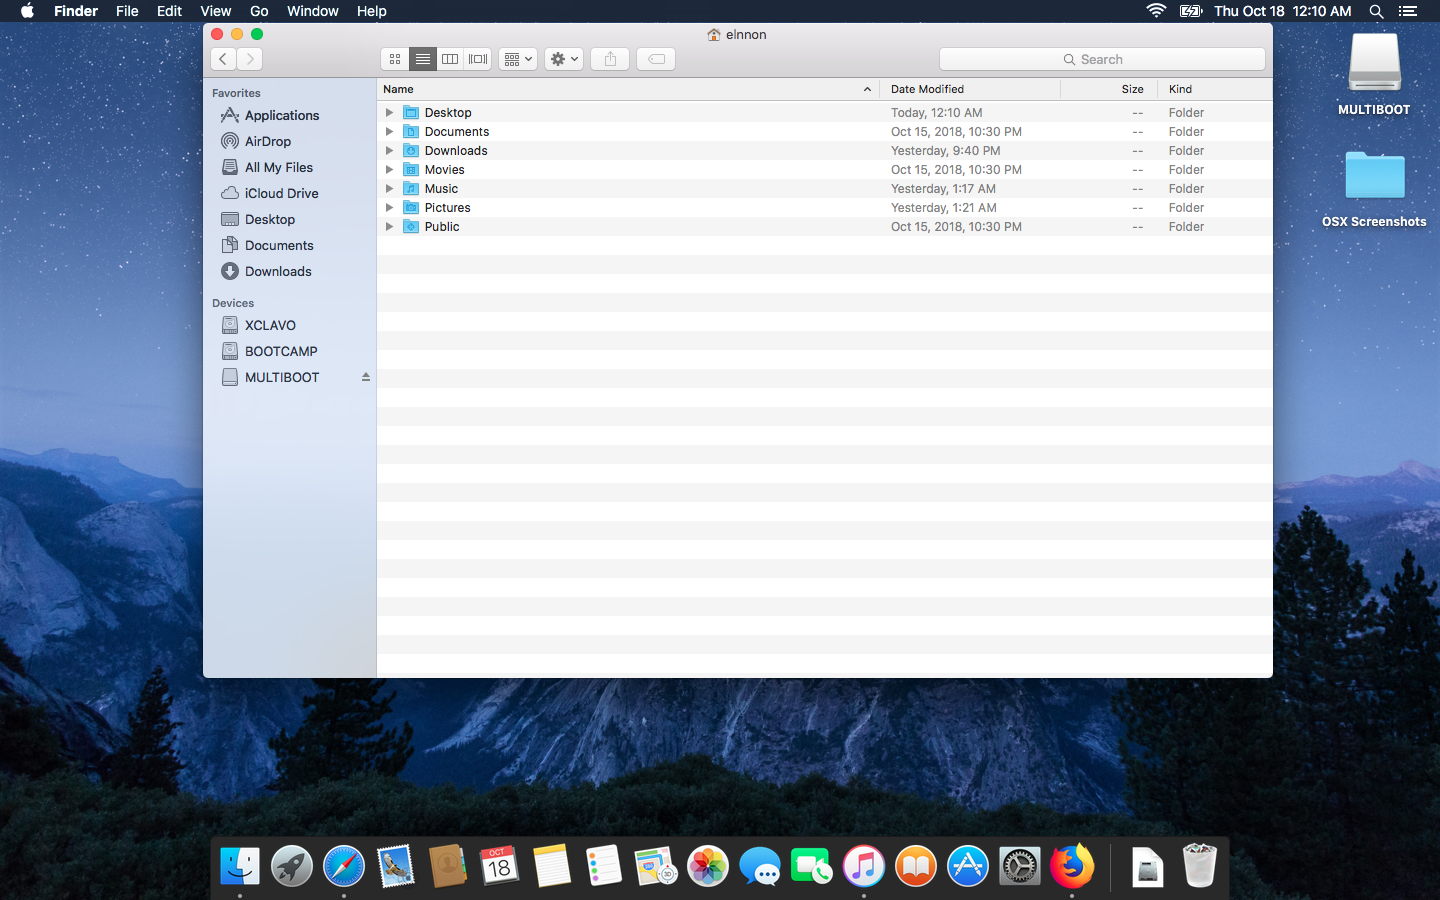 Finder File Edit View Go Window Help Thu Oct 18 12:10 AM
elnnon
Search
Favorites
Applications
AirDrop
All My Files
iCloud Drive
Desktop
Documents
Downloads
Devices
XCLAVO
BOOTCAMP
MULTIBOOT
Name Date Modified Size Kind
Desktop Today, 12:10 AM -- Folder
Documents Oct 15, 2018, 10:30 PM -- Folder
Downloads Yesterday, 9:40 PM -- Folder
Movies Oct 15, 2018, 10:30 PM -- Folder
Music Yesterday, 1:17 AM -- Folder
Pictures Yesterday, 1:21 AM -- Folder
Public Oct 15, 2018, 10:30 PM -- Folder
MULTIBOOT
OSX Screenshots
OCT
18
3D